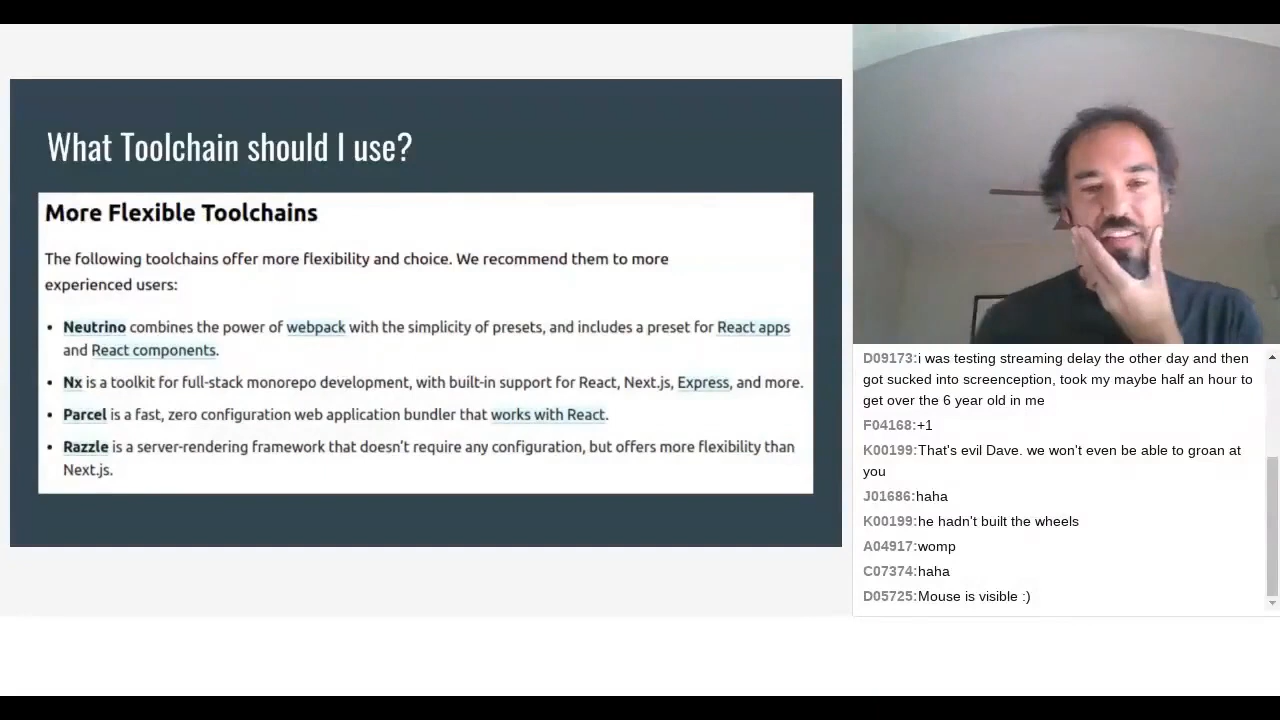 What Toolchain should I use?
More Flexible Toolchains
The following toolchains offer more flexibility and choice. We recommend them to more
experienced users:
• Neutrino combines the power of webpack with the simplicity of presets, and includes a preset for React apps
and React components.
• Nx is a toolkit for full-stack monorepo development, with built-in support for React, Next.js, Express, and more.
• Parcel is a fast, zero configuration web application bundler that works with React.
• Razzle is a server-rendering framework that doesn't require any configuration, but offers more flexibility than
Next.js.
D09173:i was testing streaming delay the other day and then
got sucked into screenception, took my maybe half an hour to
get over the 6 year old in me
F04168:+1
K00199:That's evil Dave. we won't even be able to groan at
you
J01686:haha
K00199:he hadn't built the wheels
A04917:womp
C07374:haha
D05725:Mouse is visible :)